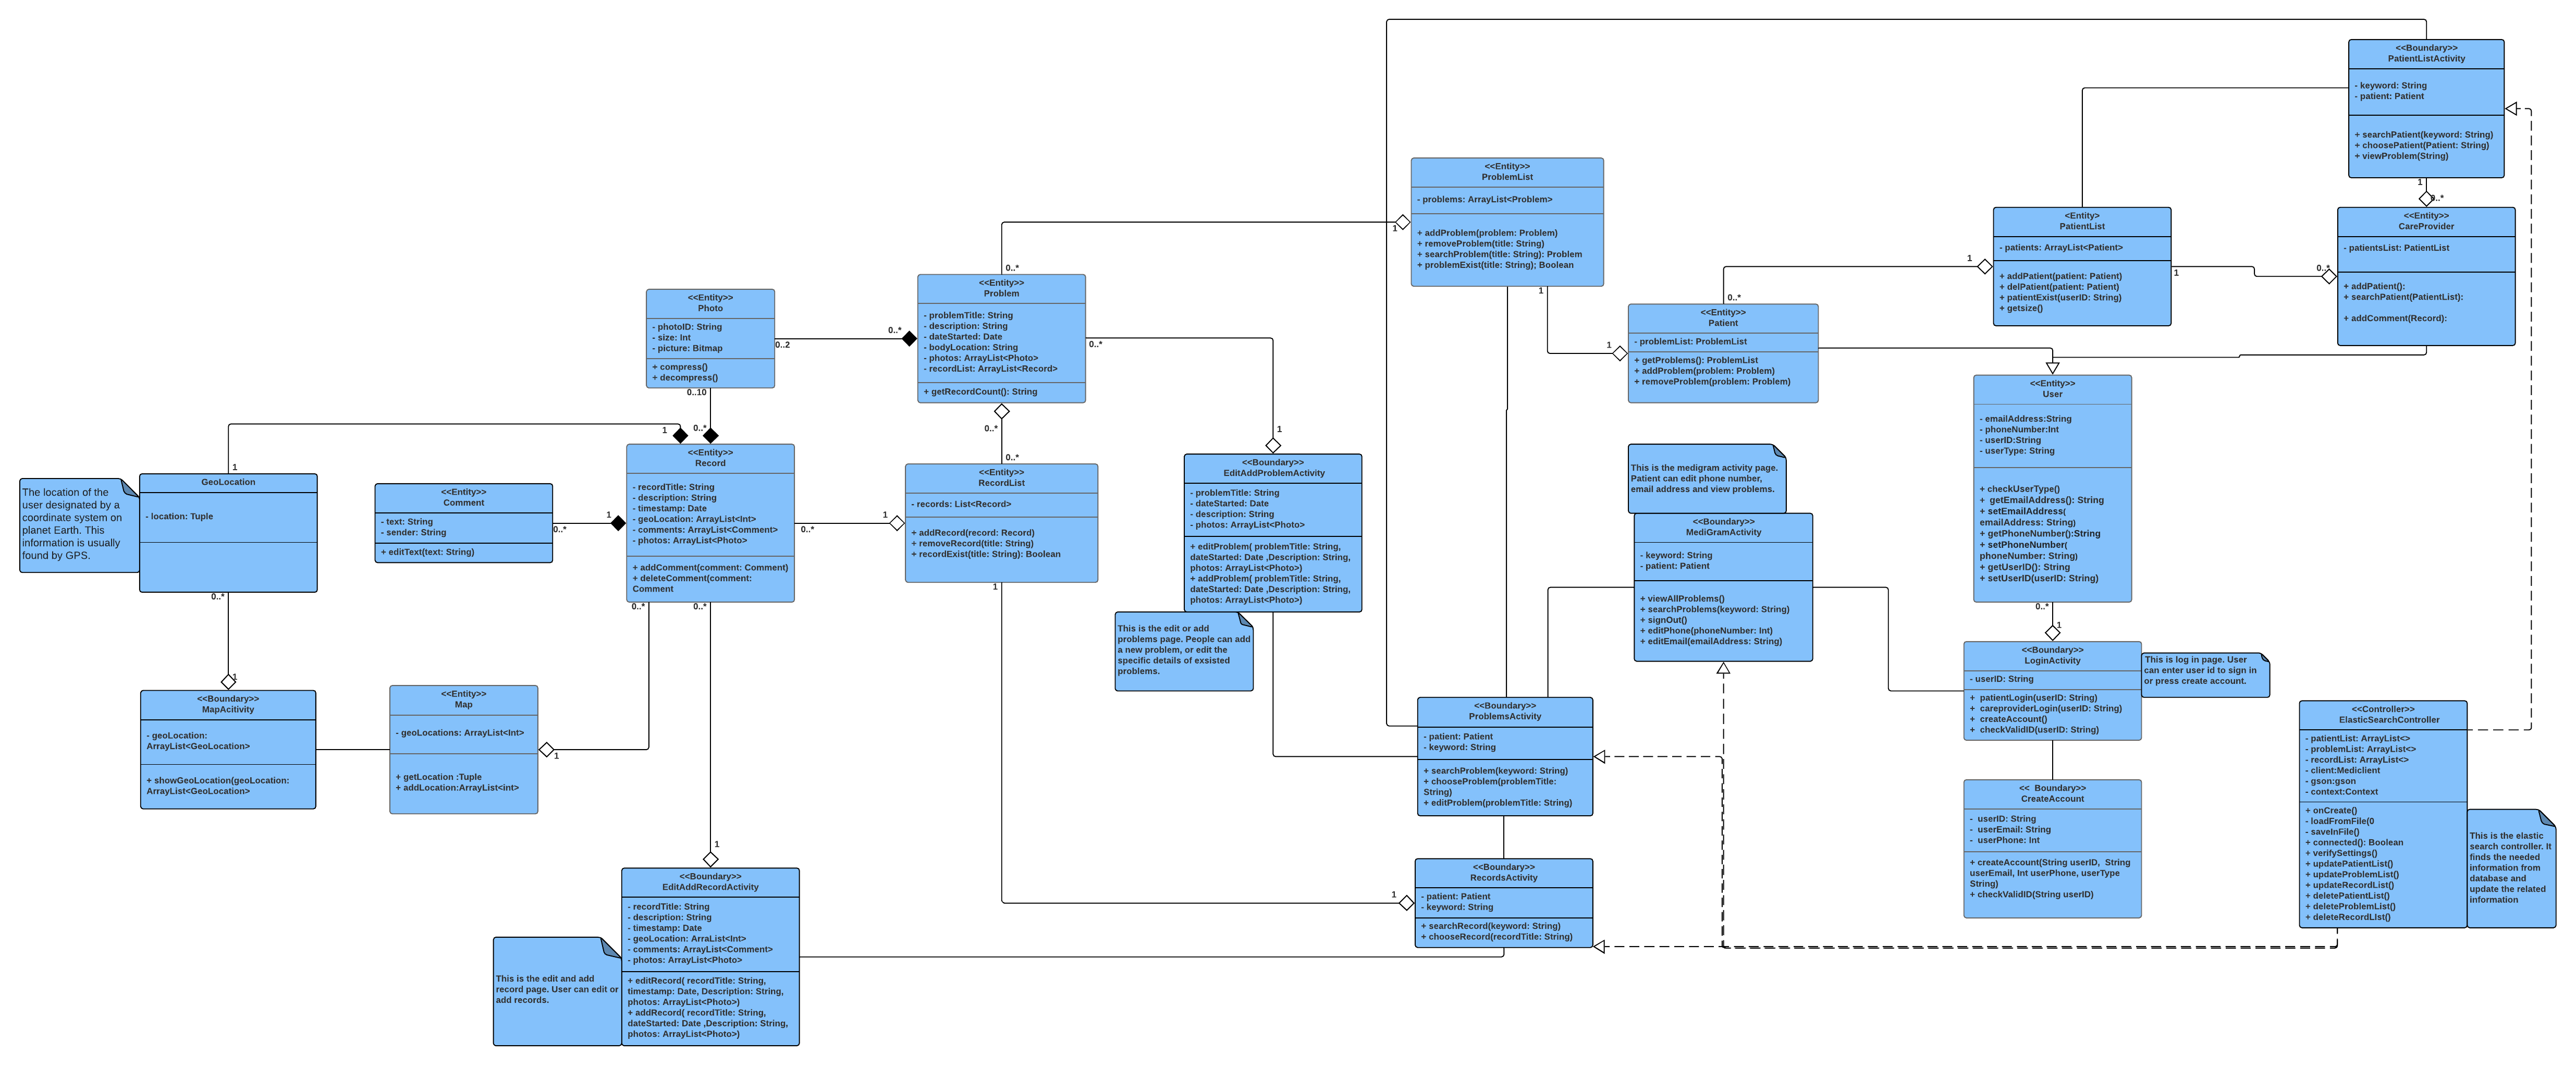 <<Boundary>>
PatientListActivity
- keyword: String
- patient: Patient
+ searchPatient(keyword: String)
+ choosePatient(Patient: String)
+ viewProblem(String)
1
0..*
<<Entity>>
ProblemList
- problems: ArrayList<Problem>
+ addProblem(problem: Problem)
+ removeProblem(title: String)
+ searchProblem(title: String): Problem
+ problemExist(title: String); Boolean
1
1
<Entity>
PatientList
- patients: ArrayList<Patient>
+ addPatient(patient: Patient)
+ delPatient(patient: Patient)
+ patientExist(userID: String)
+ getsize()
1
1
0..*
<<Entity>>
CareProvider
- patientsList: PatientList
+ addPatient():
+ searchPatient(PatientList):
+ addComment(Record):
0..*
<<Entity>>
Patient
- problemList: ProblemList
+ getProblems(): ProblemList
+ addProblem(problem: Problem)
+ removeProblem(problem: Problem)
1
0..*
<<Entity>>
Problem
- problemTitle: String
- description: String
- dateStarted: Date
- bodyLocation: String
- photos: ArrayList<Photo>
- recordList: ArrayList<Record>
+ getRecordCount(): String
0..*
0..*
0..*
<<Entity>>
Photo
- photoID: String
- size: Int
- picture: Bitmap
+ compress()
+ decompress()
0..2
0..10
<<Entity>>
User
- emailAddress:String
- phoneNumber:Int
- userID:String
- userType: String
+ checkUserType()
+  getEmailAddress(): String
+ setEmailAddress(
emailAddress: String)
+ getPhoneNumber():String
+ setPhoneNumber(
phoneNumber: String)
+ getUserID(): String
+ setUserID(userID: String)
0..*
1
1
0..*
<<Entity>>
Record
- recordTitle: String
- description: String
- timestamp: Date
- geoLocation: ArrayList<Int>
- comments: ArrayList<Comment>
- photos: ArrayList<Photo>
+ addComment(comment: Comment)
+ deleteComment(comment:
Comment
0..*
0..*
0..*
1
<<Entity>>
RecordList
- records: List<Record>
+ addRecord(record: Record)
+ removeRecord(title: String)
+ recordExist(title: String): Boolean
0..*
1
1
1
<<Boundary>>
EditAddProblemActivity
- problemTitle: String
- dateStarted: Date
- description: String
- photos: ArrayList<Photo>
+ editProblem( problemTitle: String,
dateStarted: Date ,Decription: String,
photos: ArrayList<Photo>)
+ addProblem( problemTitle: String,
dateStarted: Date ,Description: String,
photos: ArrayList<Photo>)
This is the edit or add
problems page. People can add
a new problem, or edit the
specific details of exsisted
problems.
This is the medigram activity page.
Patient can edit phone number,
email address and view problems.
<<Boundary>>
MediGramActivity
- keyword: String
- patient: Patient
+ viewAllProblems()
+ searchProblems(keyword: String)
+ signOut()
+ editPhone(phoneNumber: Int)
+ editEmail(emailAddress: String)
1
GeoLocation
- location: Tuple
0..*
The location of the
user designated by a
coordinate system on
planet Earth. This
information is usually
found by GPS.
<<Entity>>
Comment
- text: String
- sender: String
+ editText(text: String)
0..*
1
<<Boundary>>
MapAcitivity
- geoLocation:
ArrayList<GeoLocation>
+ showGeoLocation(geoLocation:
ArrayList<GeoLocation>
<<Entity>>
Map
- geoLocations: ArrayList<Int>
+ getLocation :Tuple
+ addLocation:ArrayList<int>
1
<<Boundary>>
LoginActivity
- userID: String
+  patientLogin(userID: String)
+  careproviderLogin(userID: String)
+  createAccount()
+  checkValidID(userID: String)
This is log in page. User
can enter user id to sign in
or press create account.
<<  Boundary>>
CreateAccount
-  userID: String
-  userEmail: String
-  userPhone: Int
+ createAccount(String userID,  String
userEmail, Int userPhone, userType
String)
+ checkValidID(String userID)
<<Boundary>>
ProblemsActivity
- patient: Patient
- keyword: String
+ searchProblem(keyword: String)
+ chooseProblem(problemTitle:
String)
+ editProblem(problemTitle: String)
<<Boundary>>
RecordsActivity
- patient: Patient
- keyword: String
+ searchRecord(keyword: String)
+ chooseRecord(recordTitle: String)
1
<<Controller>>
ElasticSearchController
- patientList: ArrayList<>
- problemList: ArrayList<>
- recordList: ArrayList<>
- client:Mediclient
- gson:gson
- context:Context
+ onCreate()
- loadFromFile(0
- saveInFile()
+ connected(): Boolean
+ verifySettings()
+ updatePatientList()
+ updateProblemList()
+ updateRecordList()
+ deletePatientList()
+ deleteProblemList()
+ deleteRecordLIst()
This is the elastic
search controller. It
finds the needed
information from
database and
update the related
information
1
<<Boundary>>
EditAddRecordActivity
- recordTitle: String
- description: String
- timestamp: Date
- geoLocation: ArraList<Int>
- comments: ArrayList<Comment>
- photos: ArrayList<Photo>
+ editRecord( recordTitle: String,
timestamp: Date, Description: String,
photos: ArrayList<Photo>)
+ addRecord( recordTitle: String,
dateStarted: Date ,Description: String,
photos: ArrayList<Photo>)
This is the edit and add
record page. User can edit or
add records.